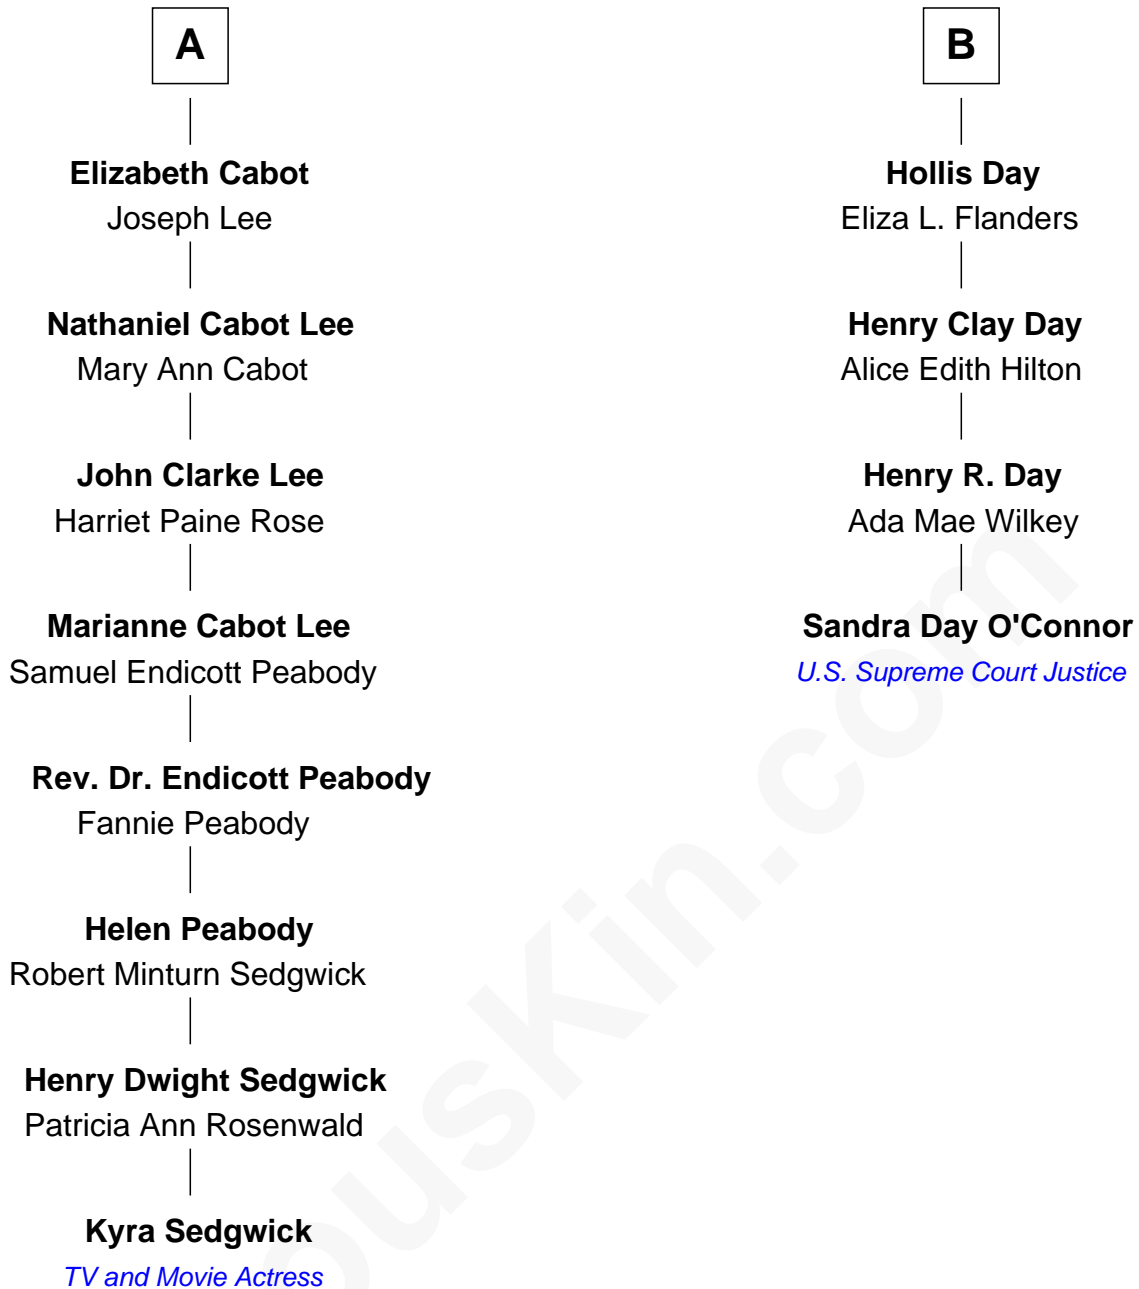 A
Elizabeth Cabot
Joseph Lee
Nathaniel Cabot Lee
Mary Ann Cabot
John Clarke Lee
Harriet Paine Rose
Marianne Cabot Lee
Samuel Endicott Peabody
Rev. Dr. Endicott Peabody
Fannie Peabody
Helen Peabody
Robert Minturn Sedgwick
Henry Dwight Sedgwick
Patricia Ann Rosenwald
Kyra Sedgwick
TV and Movie Actress
B
Hollis Day
Eliza L. Flanders
Henry Clay Day
Alice Edith Hilton
Henry R. Day
Ada Mae Wilkey
Sandra Day O'Connor
U.S. Supreme Court Justice
ousKin.com